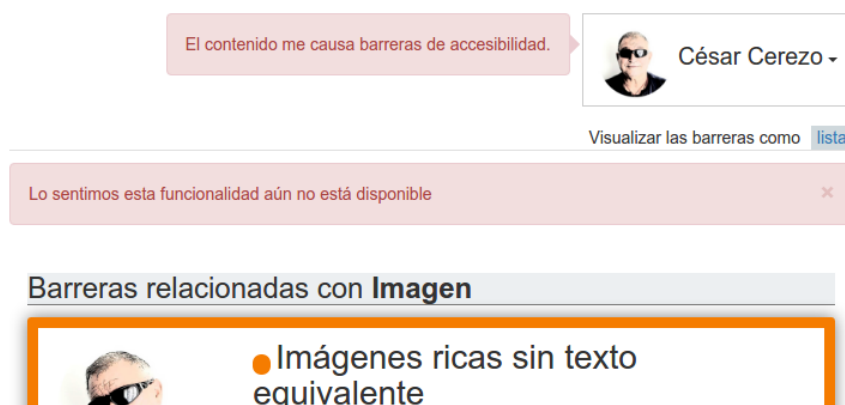 El contenido me causa barreras de accesibilidad.
César Cerezo
Visualizar las barreras como lista
Lo sentimos esta funcionalidad aún no está disponible ×
Barreras relacionadas con Imagen
Imágenes ricas sin texto
equivalente